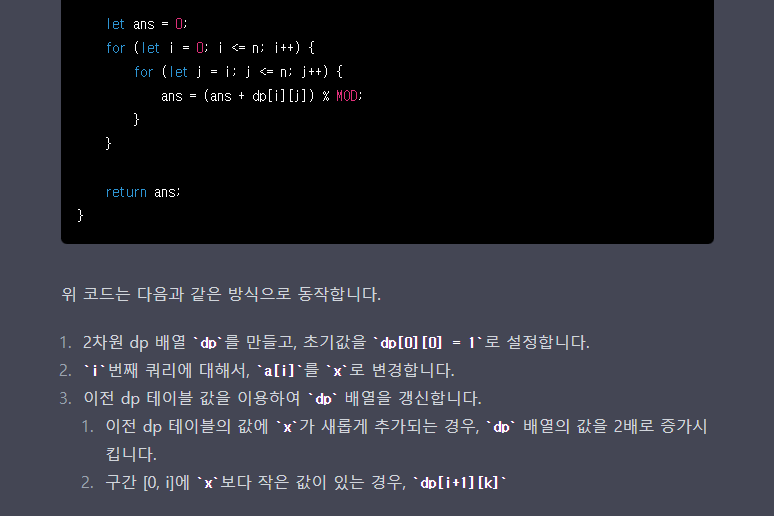 let ans = 0;
for (let i = 0; i <= n; i++) {
for (let j = i; j <= n; j++) {
ans = (ans + dp[i][j]) % MOD;
}
}
return ans;
}
위 코드는 다음과 같은 방식으로 동작합니다.
1. 2차원 dp 배열 `dp`를 만들고, 초기값을 `dp[0][0] = 1`로 설정합니다.
2. `i`번째 쿼리에 대해서, `a[i]`를 `x`로 변경합니다.
3. 이전 dp 테이블 값을 이용하여 `dp` 배열을 갱신합니다.
1. 이전 dp 테이블의 값에 `x`가 새롭게 추가되는 경우, `dp` 배열의 값을 2배로 증가시
킵니다.
2. 구간 [0, i]에 `x`보다 작은 값이 있는 경우, `dp[i+1][k]`